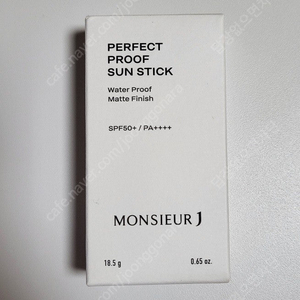 PERFECT
PROOF
SUN STICK
Water Proof
Matte Finish
SPF50+ / PA++++
MONSIEUR J
18.5 g 0.65 oz.